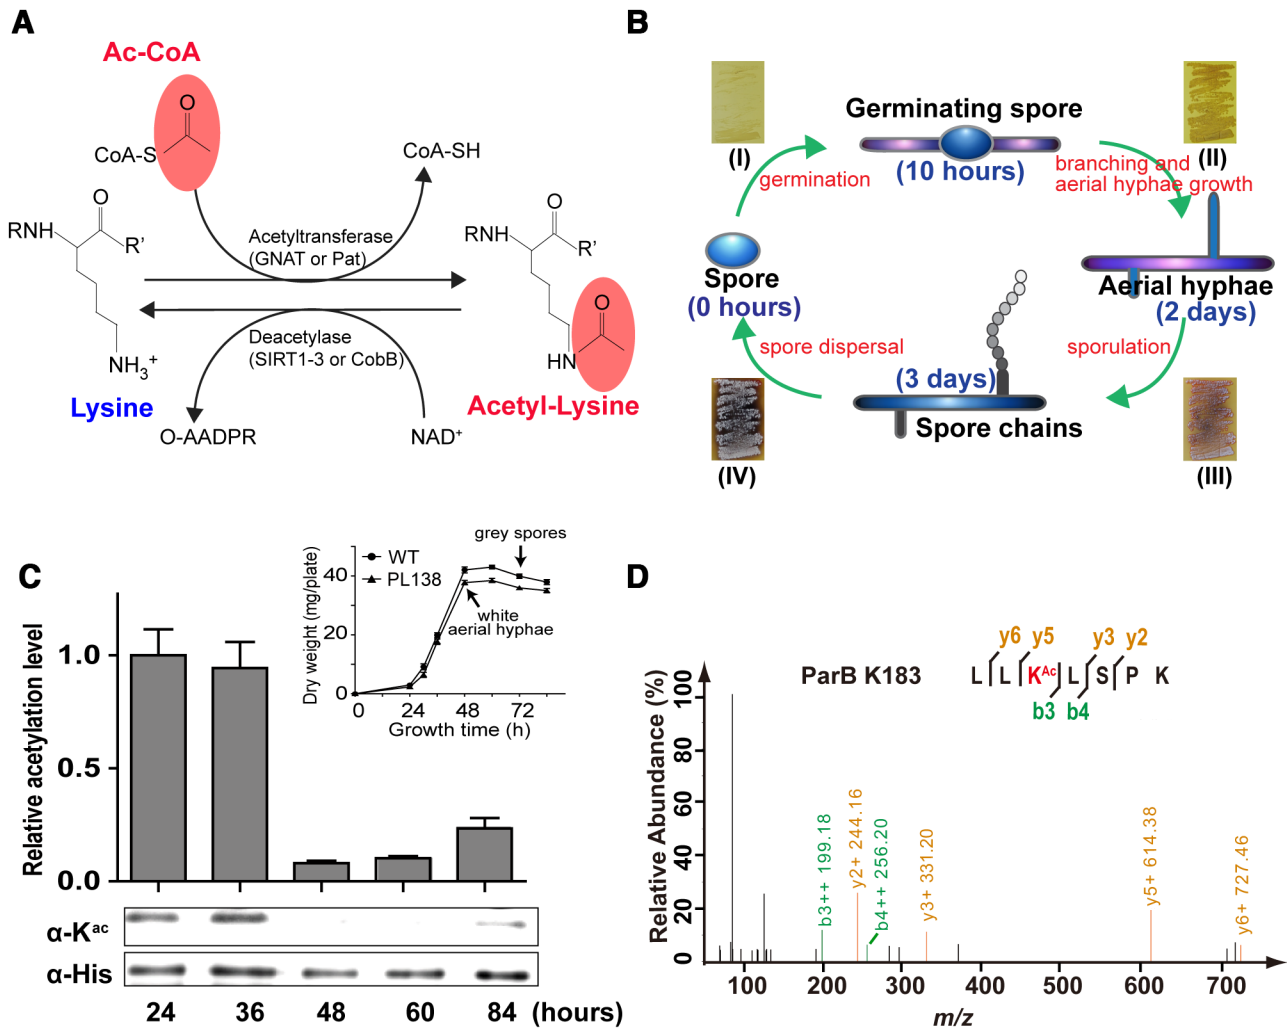 A
Ac-CoA
O
CoA-S
CoA-SH
O
RNH
R'
Acetyltransferase
(GNAT or Pat)
O
RNH
R'
Deacetylase
(SIRT1-3 or CobB)
NH3+
O
HN
Lysine
Acetyl-Lysine
O-AADPR
NAD+
B
(I)
Germinating spore
(10 hours)
(II)
germination
branching and
aerial hyphae growth
Spore
(0 hours)
Aerial hyphae
(2 days)
spore dispersal
(3 days)
sporulation
Spore chains
(IV)
(III)
C
Relative acetylation level
1.0
0.5
0.0
Dry weight (mg/plate)
40
20
0
WT
PL138
grey spores
white
aerial hyphae
0 24 48 72
Growth time (h)
α-Kac
α-His
24 36 48 60 84 (hours)
D
ParB K183
y6 y5 y3 y2
L L KAc L S P K
b3 b4
Relative Abundance (%)
100
80
60
40
20
0
b3++ 199.18
y2+ 244.16
b4++ 256.20
y3+ 331.20
y5+ 614.38
y6+ 727.46
100 200 300 400 500 600 700
m/z